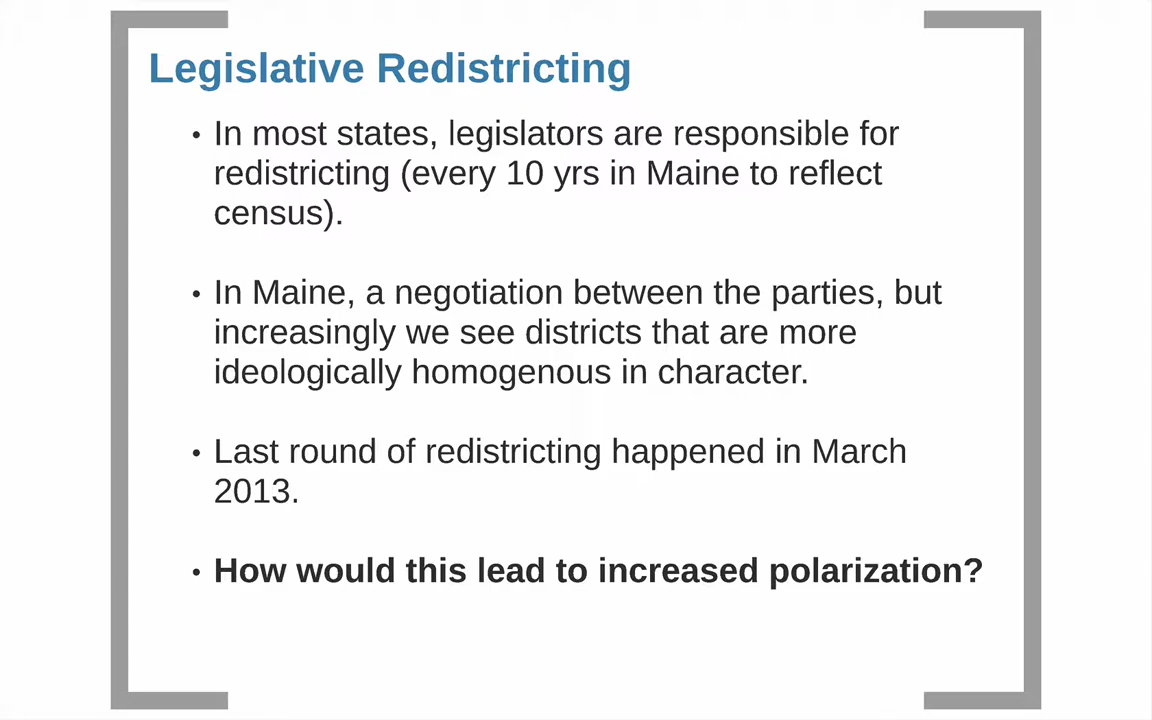 Legislative Redistricting
• In most states, legislators are responsible for
redistricting (every 10 yrs in Maine to reflect
census).
• In Maine, a negotiation between the parties, but
increasingly we see districts that are more
ideologically homogenous in character.
• Last round of redistricting happened in March
2013.
• How would this lead to increased polarization?